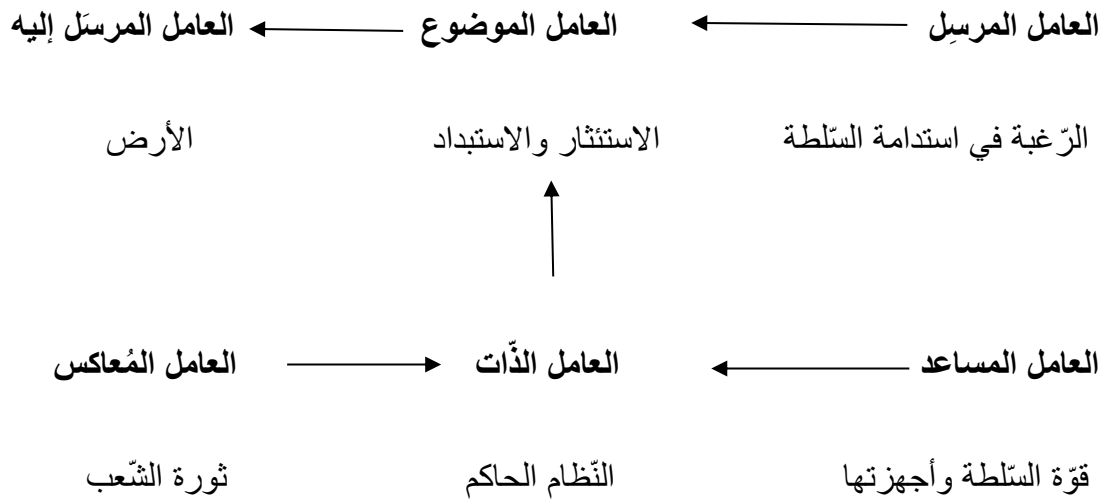 العامل المرسِل العامل الموضوع العامل المرسَل إليه
الرّغبة في استدامة السّلطة الاستئثار والاستبداد الأرض
العامل المساعد العامل الذّات العامل المُعاكس
قوّة السّلطة وأجهزتها النّظام الحاكم ثورة الشّعب